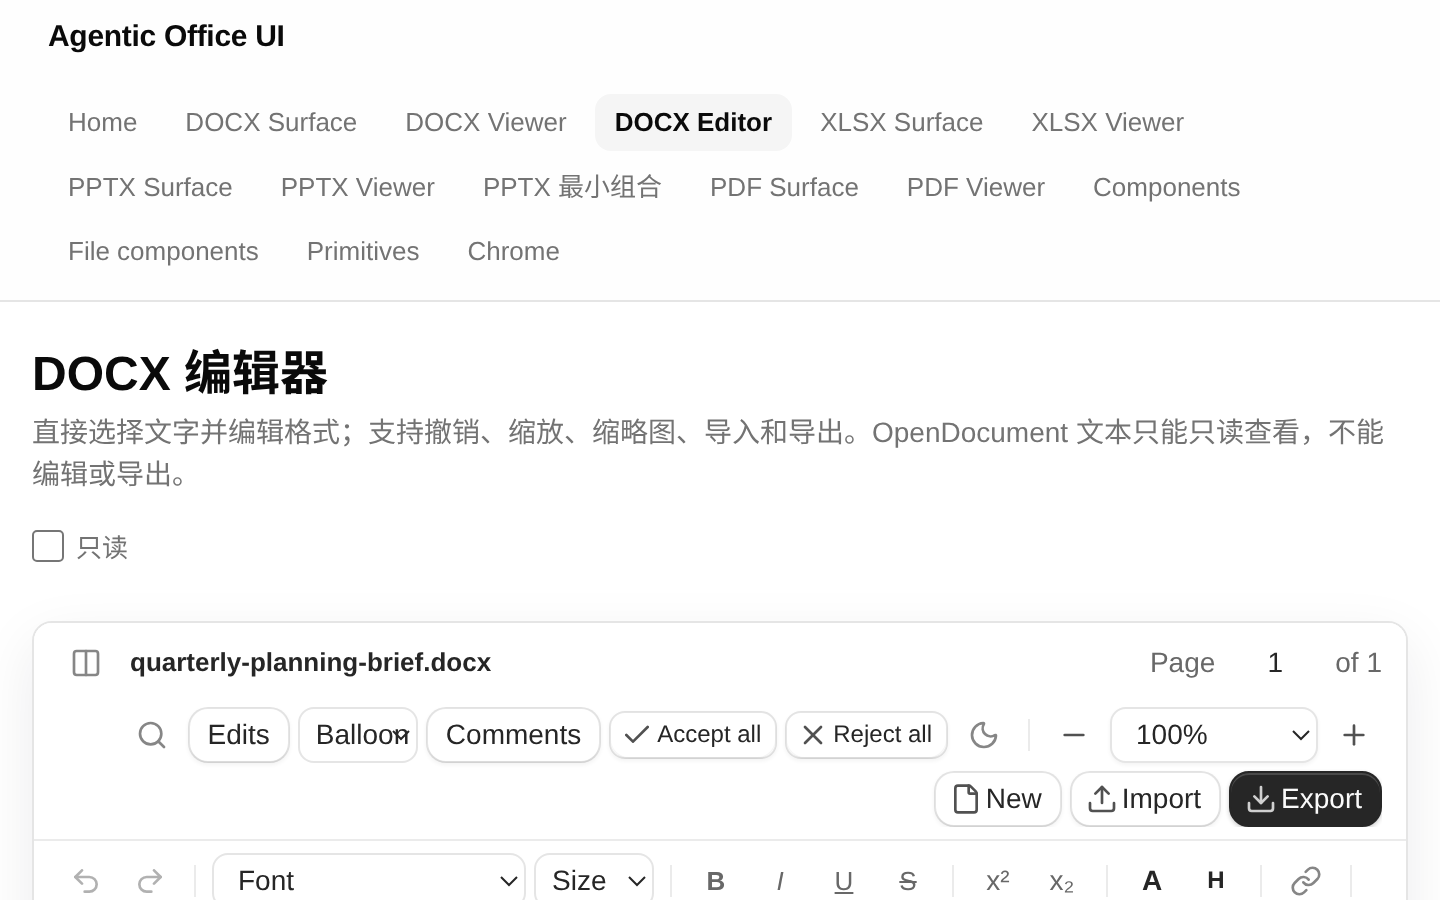 Agentic Office UI
Home DOCX Surface DOCX Viewer DOCX Editor XLSX Surface XLSX Viewer
PPTX Surface PPTX Viewer PPTX 最小组合 PDF Surface PDF Viewer Components
File components Primitives Chrome
DOCX 编辑器
直接选择文字并编辑格式；支持撤销、缩放、缩略图、导入和导出。OpenDocument 文本只能只读查看，不能
编辑或导出。
只读
quarterly-planning-brief.docx Page 1 of 1
Edits Balloon Comments Accept all Reject all 100%
New Import Export
Font Size B I U S x² x₂ A H